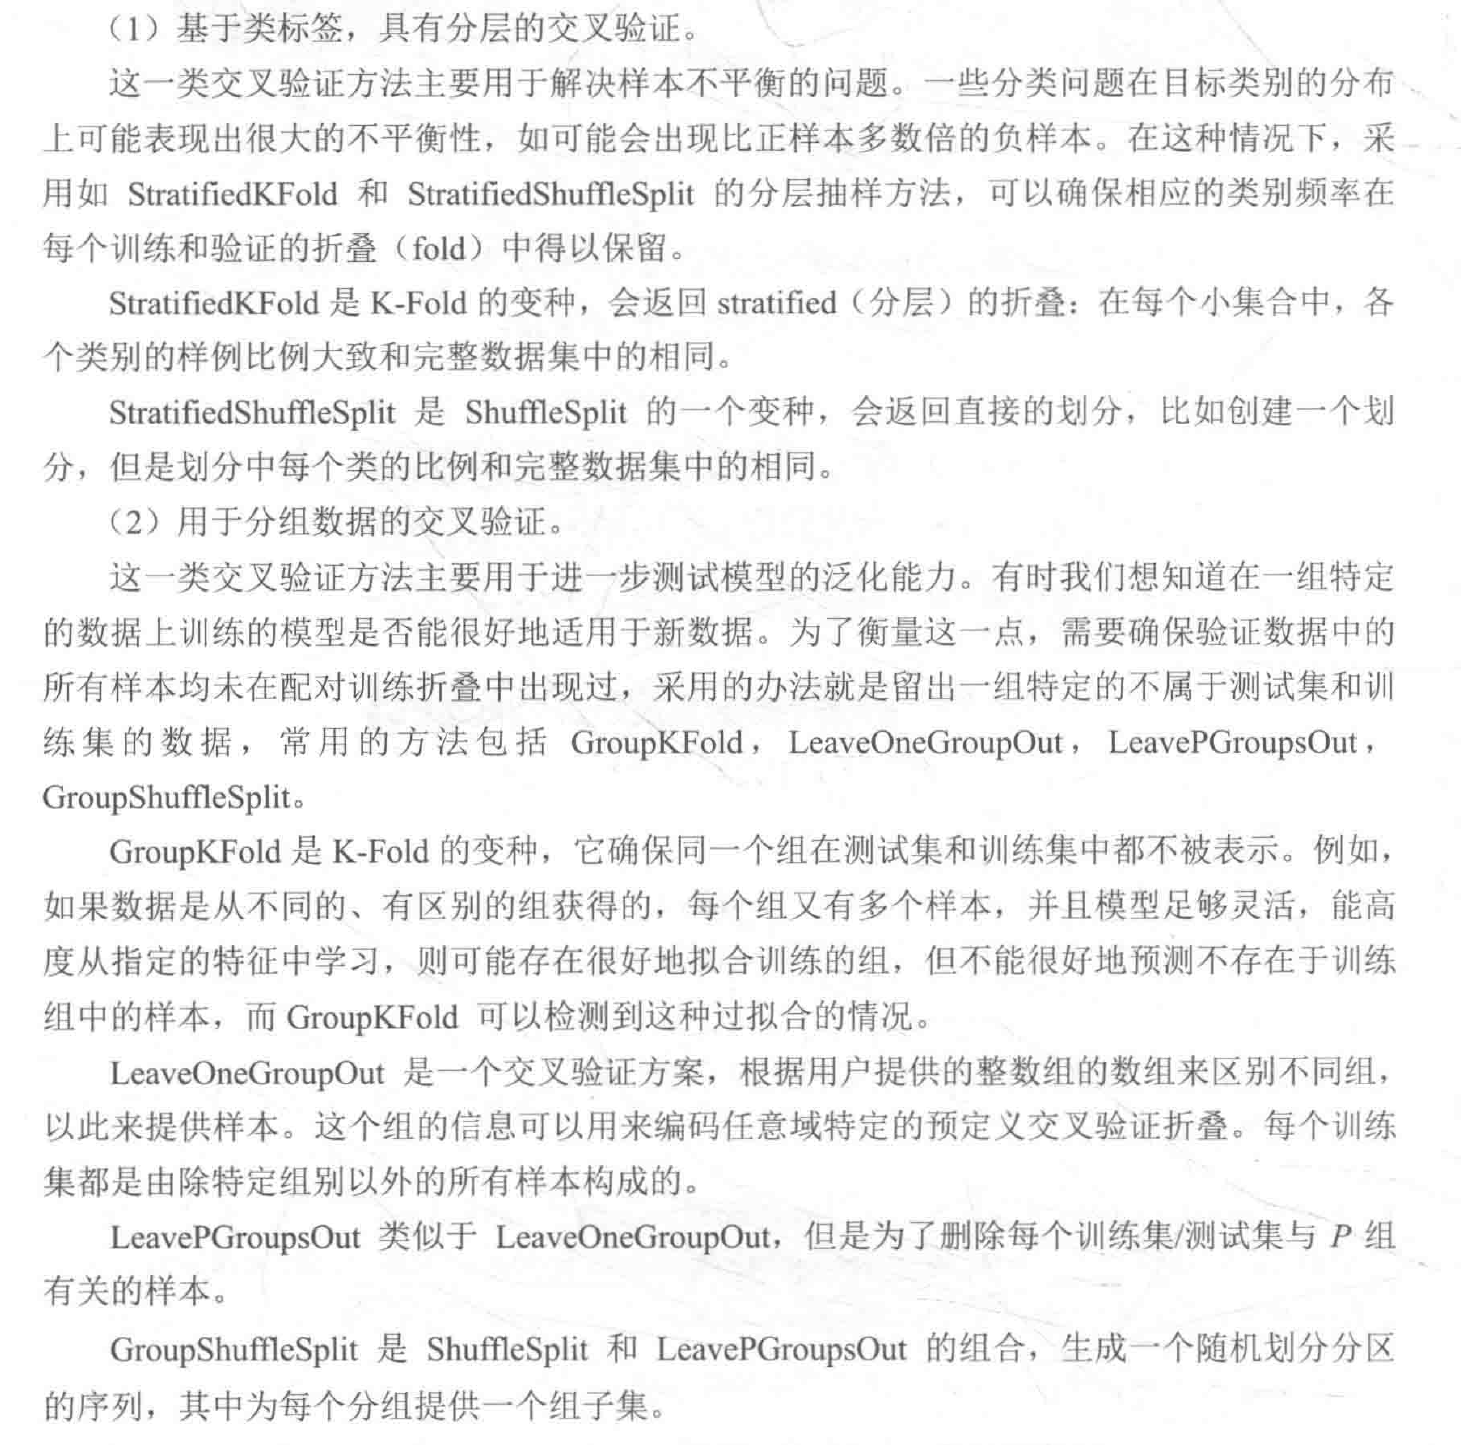 （1）基于类标签，具有分层的交叉验证。
这一类交叉验证方法主要用于解决样本不平衡的问题。一些分类问题在目标类别的分布
上可能表现出很大的不平衡性，如可能会出现比正样本多数倍的负样本。在这种情况下，采
用如 StratifiedKFold 和 StratifiedShuffleSplit 的分层抽样方法，可以确保相应的类别频率在
每个训练和验证的折叠（fold）中得以保留。
StratifiedKFold 是 K-Fold 的变种，会返回 stratified（分层）的折叠：在每个小集合中，各
个类别的样例比例大致和完整数据集中的相同。
StratifiedShuffleSplit 是 ShuffleSplit 的一个变种，会返回直接的划分，比如创建一个划
分，但是划分中每个类的比例和完整数据集中的相同。
（2）用于分组数据的交叉验证。
这一类交叉验证方法主要用于进一步测试模型的泛化能力。有时我们想知道在一组特定
的数据上训练的模型是否能很好地适用于新数据。为了衡量这一点，需要确保验证数据中的
所有样本均未在配对训练折叠中出现过，采用的办法就是留出一组特定的不属于测试集和训
练集的数据，常用的方法包括 GroupKFold，LeaveOneGroupOut，LeavePGroupsOut，
GroupShuffleSplit。
GroupKFold 是 K-Fold 的变种，它确保同一个组在测试集和训练集中都不被表示。例如，
如果数据是从不同的、有区别的组获得的，每个组又有多个样本，并且模型足够灵活，能高
度从指定的特征中学习，则可能存在很好地拟合训练的组，但不能很好地预测不存在于训练
组中的样本，而 GroupKFold 可以检测到这种过拟合的情况。
LeaveOneGroupOut 是一个交叉验证方案，根据用户提供的整数组的数组来区别不同组，
以此来提供样本。这个组的信息可以用来编码任意域特定的预定义交叉验证折叠。每个训练
集都是由除特定组别以外的所有样本构成的。
LeavePGroupsOut 类似于 LeaveOneGroupOut，但是为了删除每个训练集/测试集与 P 组
有关的样本。
GroupShuffleSplit 是 ShuffleSplit 和 LeavePGroupsOut 的组合，生成一个随机划分分区
的序列，其中为每个分组提供一个组子集。